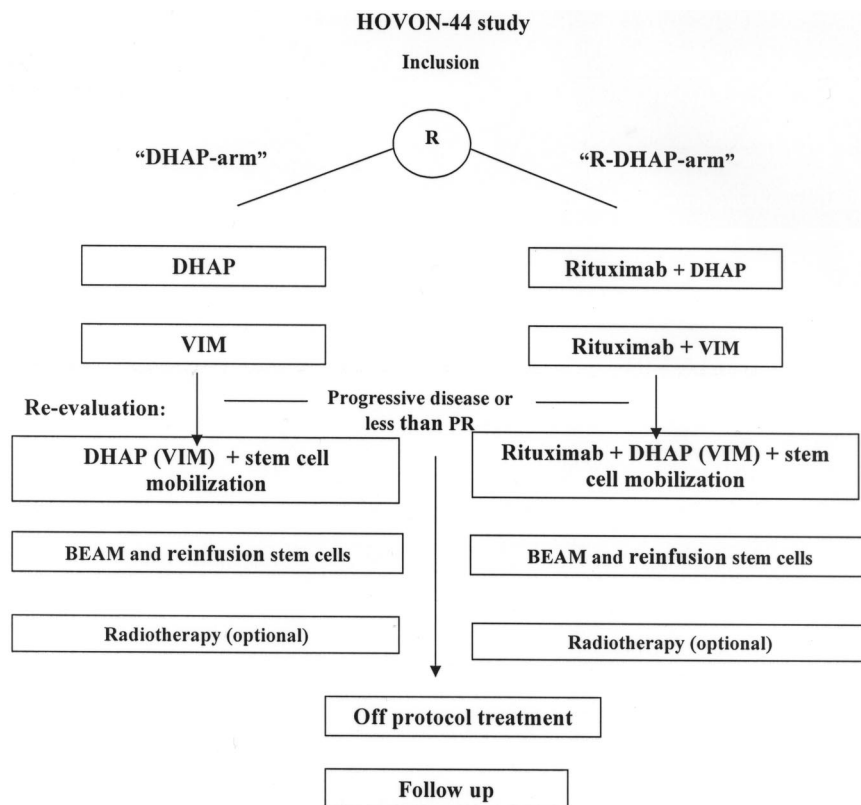 HOVON-44 study
Inclusion
R
“DHAP-arm”
“R-DHAP-arm”
DHAP
Rituximab + DHAP
VIM
Rituximab + VIM
Re-evaluation:
Progressive disease or
less than PR
DHAP (VIM) + stem cell
mobilization
Rituximab + DHAP (VIM) + stem
cell mobilization
BEAM and reinfusion stem cells
BEAM and reinfusion stem cells
Radiotherapy (optional)
Radiotherapy (optional)
Off protocol treatment
Follow up